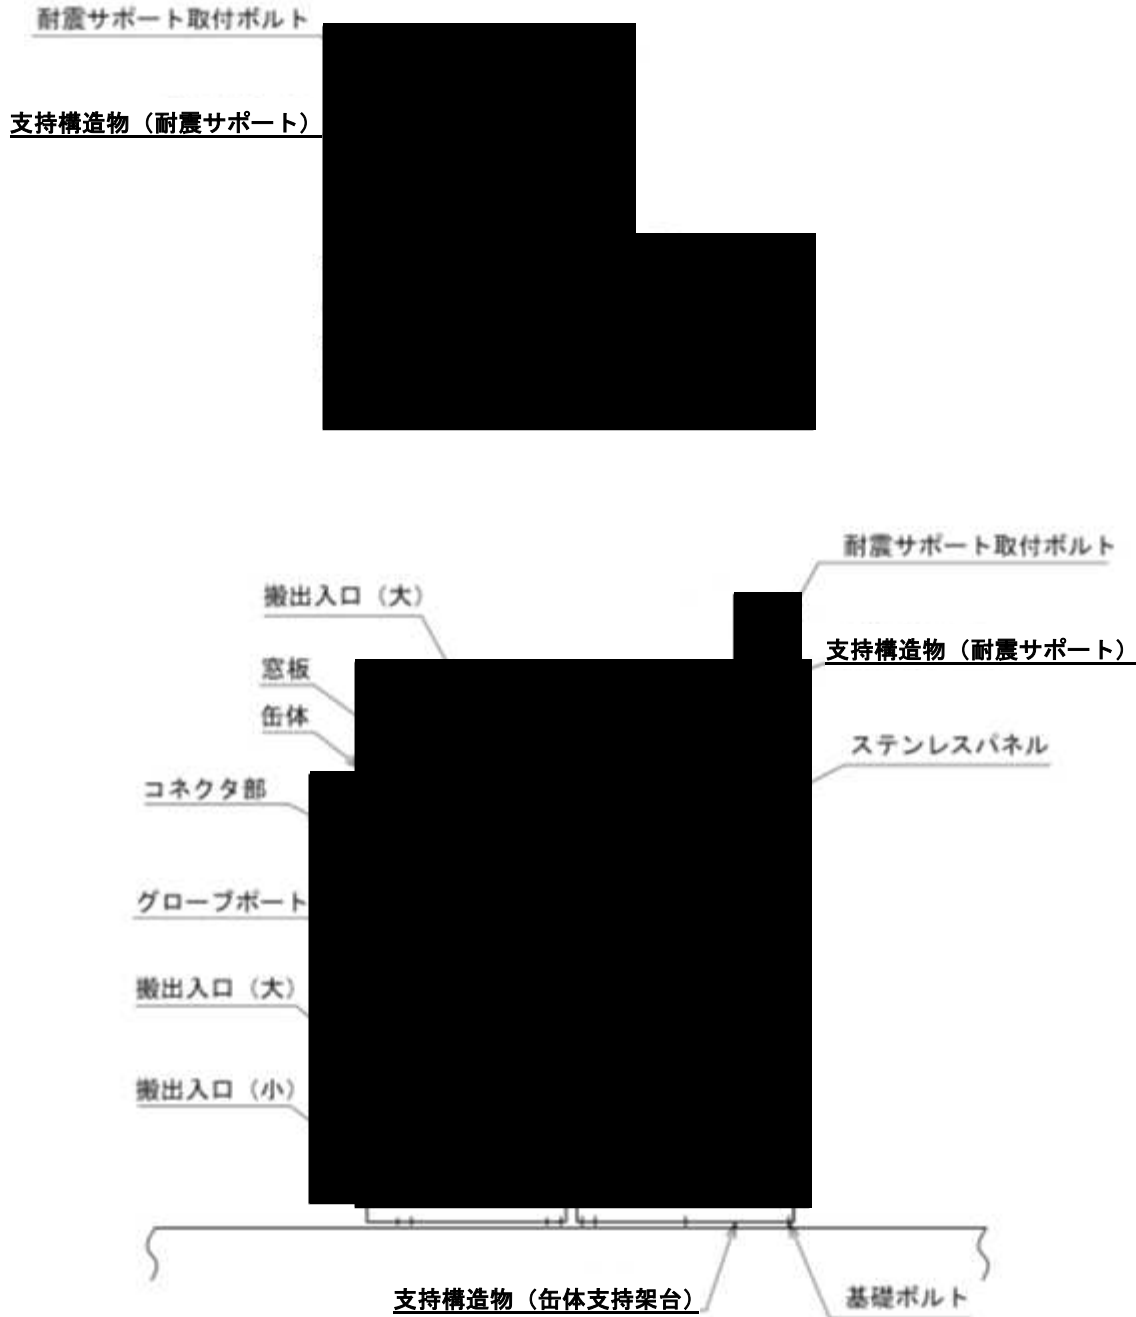 耐震サポート取付ボルト
支持構造物（耐震サポート）
耐震サポート取付ボルト
搬出入口（大）
支持構造物（耐震サポート）
窓板
缶体
ステンレスパネル
コネクタ部
グローブポート
搬出入口（大）
搬出入口（小）
支持構造物（缶体支持架台）
基礎ボルト